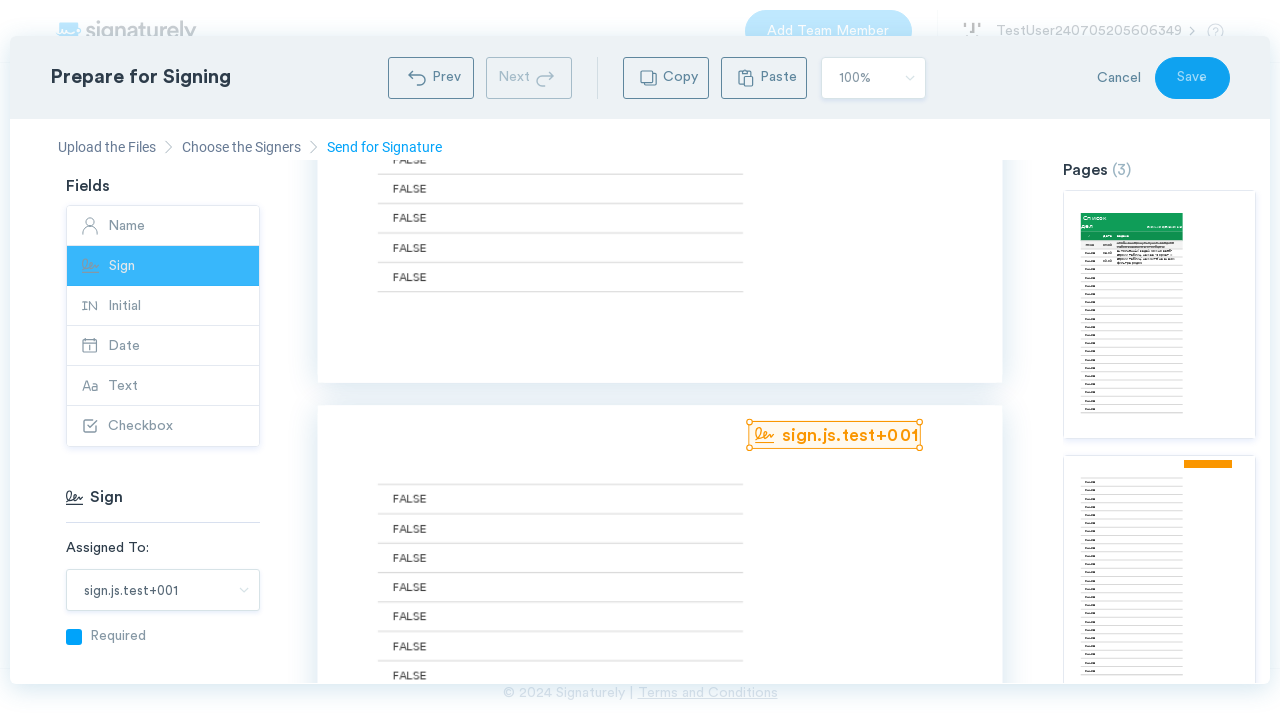 signaturely
Add Team Member
TestUser240705205606349
Prepare for Signing
Prev
Next
Copy
Paste
100%
Cancel
Save
Upload the Files
Choose the Signers
Send for Signature
Fields
Name
Sign
Initial
Date
Text
Checkbox
Sign
Assigned To:
sign.js.test+001
Required
FALSE
FALSE
FALSE
FALSE
FALSE
sign.js.test+001
FALSE
FALSE
FALSE
FALSE
FALSE
FALSE
FALSE
Pages (3)
Список
дел
© 2024 Signaturely | Terms and Conditions